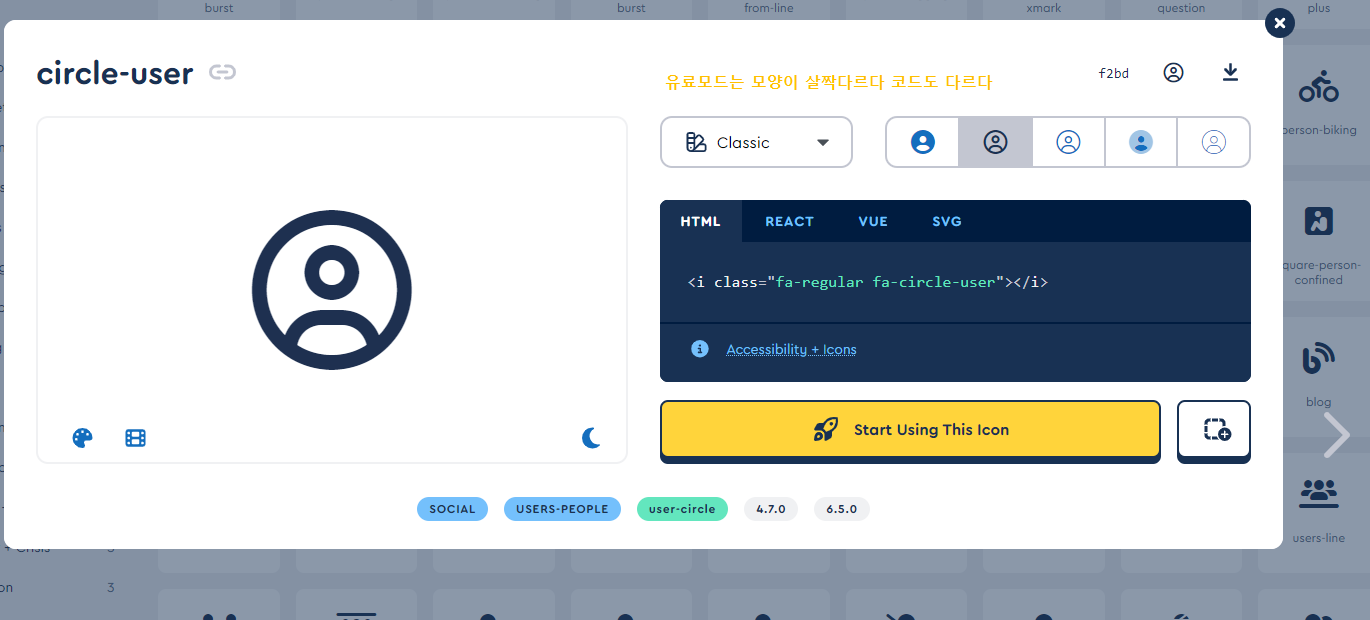 burst
burst
from-line
xmark
question
plus
circle-user
유료모드는 모양이 살짝다르다 코드도 다르다
f2bd
Classic
HTML
REACT
VUE
SVG
<i class="fa-regular fa-circle-user"></i>
Accessibility + Icons
Start Using This Icon
SOCIAL
USERS-PEOPLE
user-circle
4.7.0
6.5.0
person-biking
quare-person-
confined
blog
users-line
3